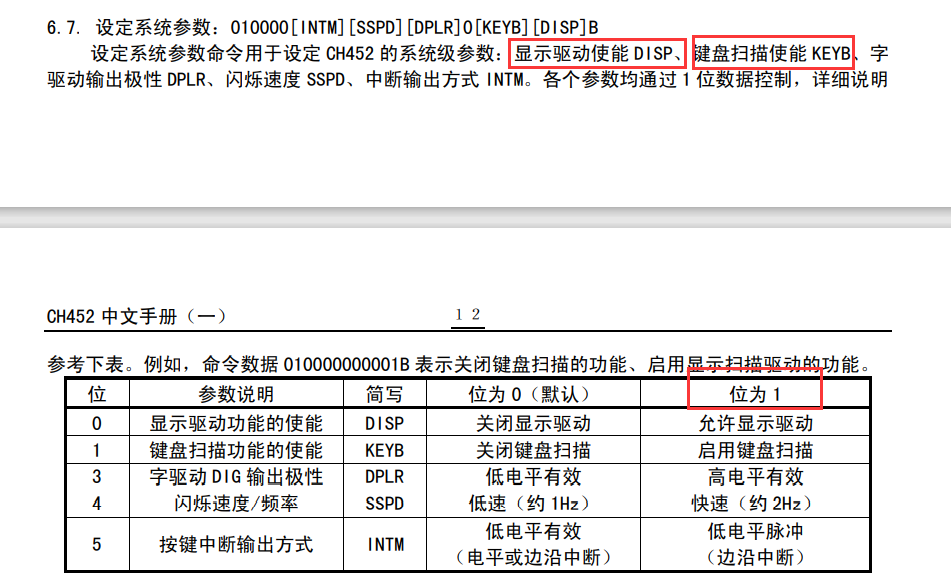 6.7. 设定系统参数：010000[INTM][SSPD][DPLR]0[KEYB][DISP]B
设定系统参数命令用于设定 CH452 的系统级参数：显示驱动使能 DISP、键盘扫描使能 KEYB、字
驱动输出极性 DPLR、闪烁速度 SSPD、中断输出方式 INTM。各个参数均通过 1 位数据控制，详细说明
CH452 中文手册（一） 12
参考下表。例如，命令数据 010000000001B 表示关闭键盘扫描的功能、启用显示扫描驱动的功能。
位 参数说明 简写 位为 0（默认） 位为 1
0 显示驱动功能的使能 DISP 关闭显示驱动 允许显示驱动
1 键盘扫描功能的使能 KEYB 关闭键盘扫描 启用键盘扫描
3 字驱动 DIG 输出极性 DPLR 低电平有效 高电平有效
4 闪烁速度/频率 SSPD 低速（约 1Hz） 快速（约 2Hz）
5 按键中断输出方式 INTM 低电平有效 低电平脉冲
（电平或边沿中断） （边沿中断）